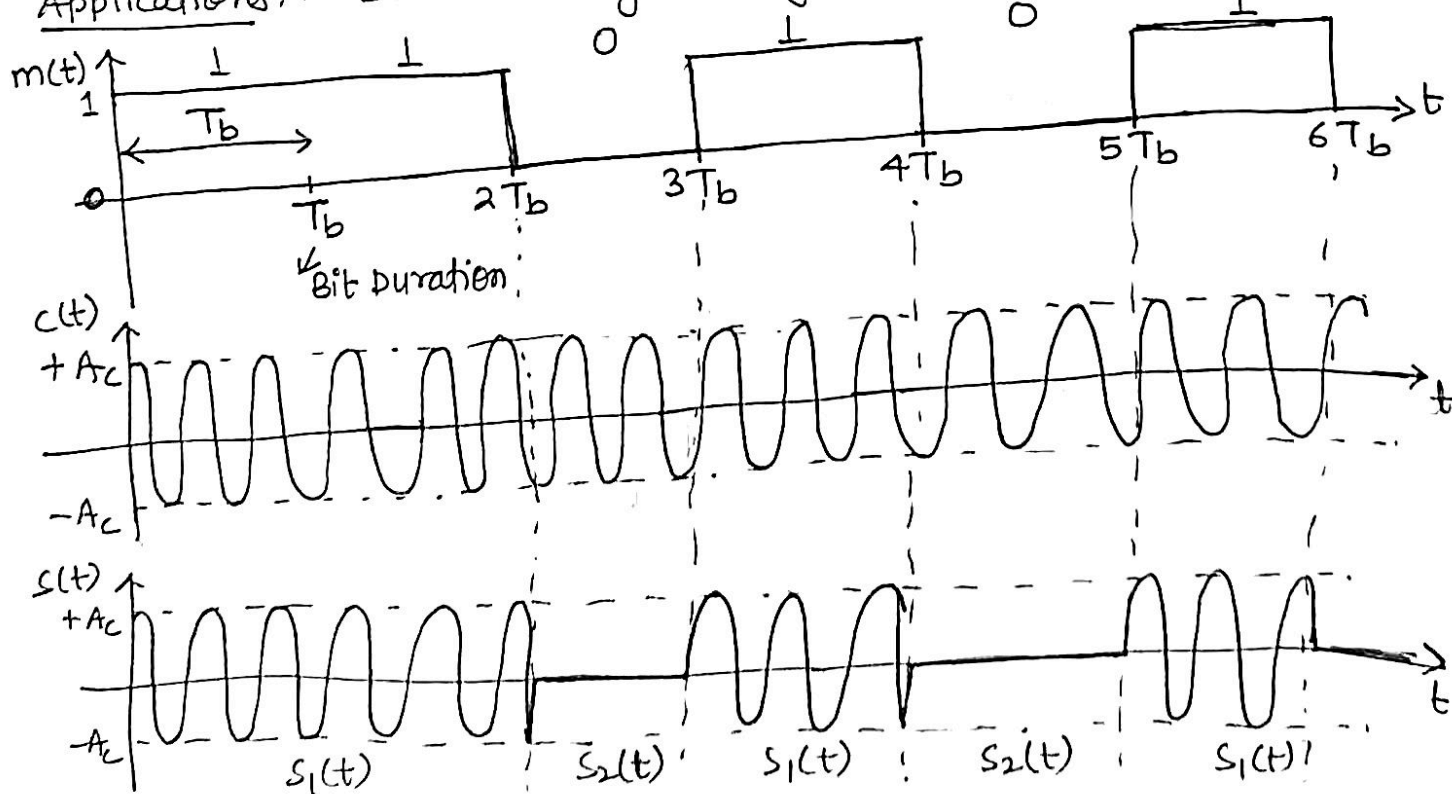 Applications:
1 1 0 1 0 1
m(t)
1
T_b
t
0
T_b 2T_b 3T_b 4T_b 5T_b 6T_b
Bit Duration
c(t)
+A_c
t
-A_c
s(t)
+A_c
t
-A_c
S_1(t) S_2(t) S_1(t) S_2(t) S_1(t)